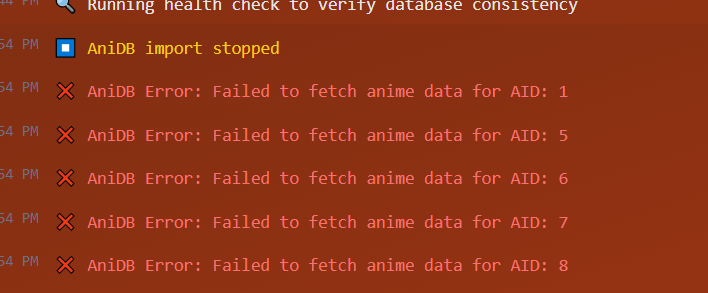 44 PM Running health check to verify database consistency
54 PM AniDB import stopped
54 PM AniDB Error: Failed to fetch anime data for AID: 1
54 PM AniDB Error: Failed to fetch anime data for AID: 5
54 PM AniDB Error: Failed to fetch anime data for AID: 6
54 PM AniDB Error: Failed to fetch anime data for AID: 7
54 PM AniDB Error: Failed to fetch anime data for AID: 8